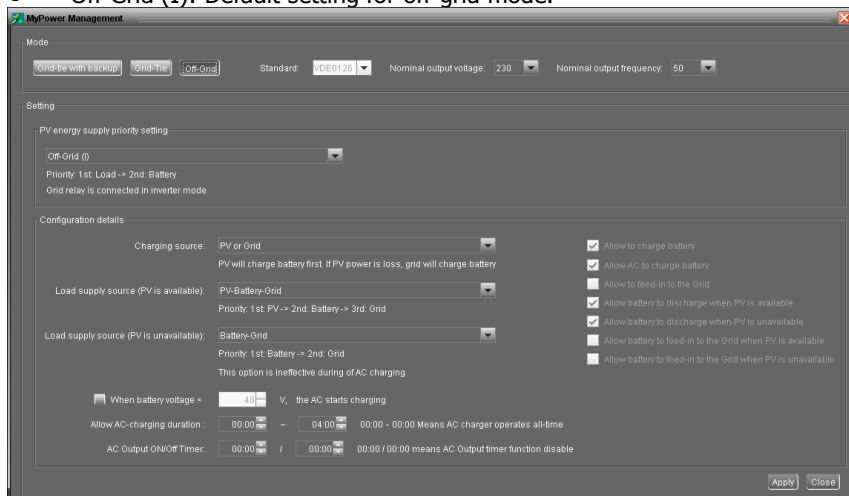 Off-Grid (I): Default setting for off-grid mode.
MyPower Management
Mode
Grid-tie with backup Grid-Tie Off-Grid Standard: VDE0126 Nominal output voltage: 230 Nominal output frequency: 50
Setting
PV energy supply priority setting
Off-Grid (I)
Priority: 1st: Load -> 2nd: Battery
Grid relay is connected in inverter mode
Configuration details
Charging source: PV or Grid
PV will charge battery first. If PV power is loss, grid will charge battery
Load supply source (PV is available): PV-Battery-Grid
Priority: 1st: PV -> 2nd: Battery -> 3rd: Grid
Load supply source (PV is unavailable): Battery-Grid
Priority: 1st: Battery -> 2nd: Grid
This option is ineffective during of AC charging
When battery voltage < 48 V, the AC starts charging
Allow AC-charging duration : 00:00 – 04:00 00:00 - 00:00 Means AC charger operates all-time
AC Output ON/Off Timer: 00:00 / 00:00 00:00 / 00:00 means AC Output timer function disable
Allow to charge battery
Allow AC to charge battery
Allow to feed-in to the Grid
Allow battery to discharge when PV is available
Allow battery to discharge when PV is unavailable
Allow battery to feed-in to the Grid when PV is available
Allow battery to feed-in to the Grid when PV is unavailable
Apply Close